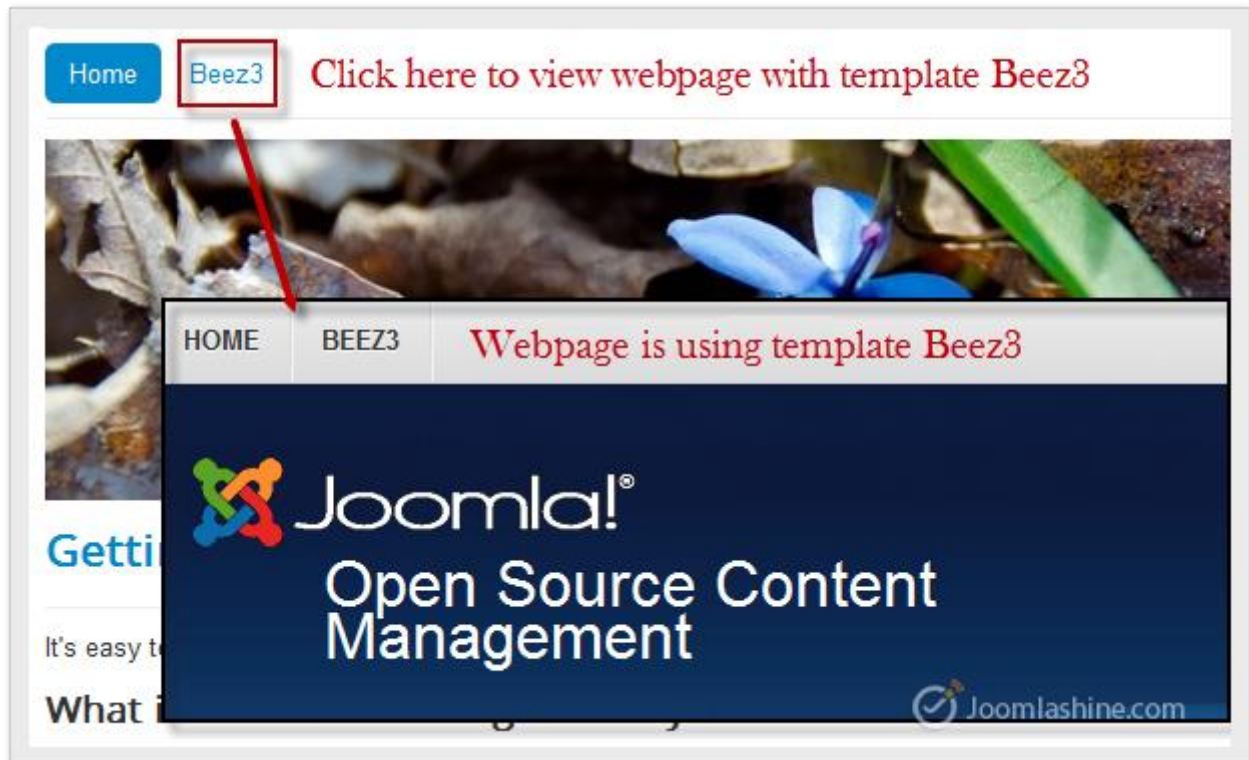 Home Beez3 Click here to view webpage with template Beez3
HOME BEEZ3 Webpage is using template Beez3
Joomla!®
Open Source Content
Management
It's easy
What
Joomlashine.com